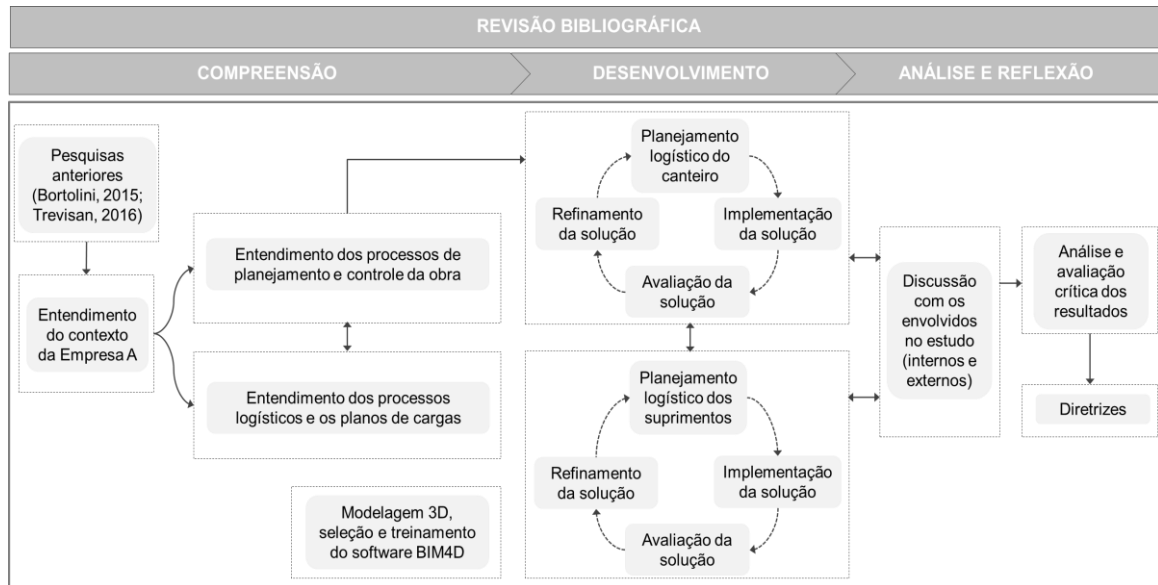 REVISÃO BIBLIOGRÁFICA
COMPREENSÃO
DESENVOLVIMENTO
ANÁLISE E REFLEXÃO
Pesquisas
anteriores
(Bortolini, 2015;
Trevisan, 2016)
Entendimento
do contexto
da Empresa A
Entendimento dos processos de
planejamento e controle da obra
Entendimento dos processos
logísticos e os planos de cargas
Modelagem 3D,
seleção e treinamento
do software BIM4D
Planejamento
logístico do
canteiro
Refinamento
da solução
Implementação
da solução
Avaliação da
solução
Planejamento
logístico dos
suprimentos
Refinamento
da solução
Implementação
da solução
Avaliação da
solução
Discussão
com os
envolvidos
no estudo
(internos e
externos)
Análise e
avaliação
crítica dos
resultados
Diretrizes